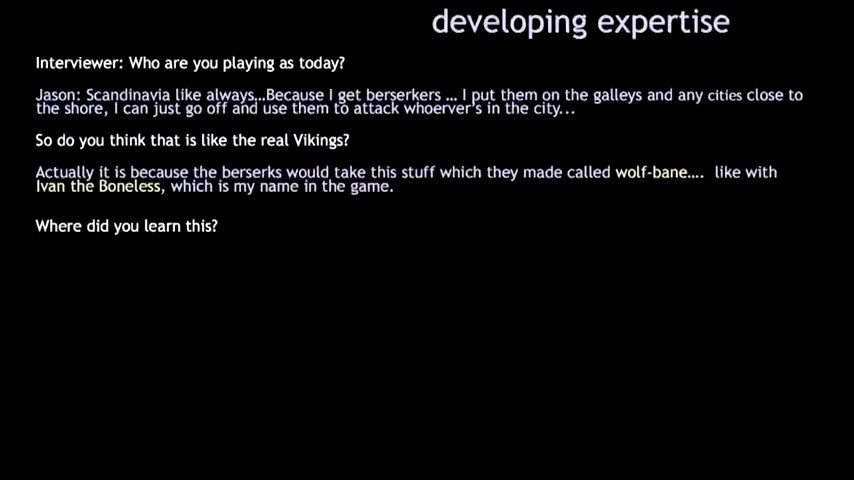 developing expertise
Interviewer: Who are you playing as today?
Jason: Scandinavia like always…Because I get berserkers … I put them on the galleys and any cities close to
the shore, I can just go off and use them to attack whoerver's in the city...
So do you think that is like the real Vikings?
Actually it is because the berserks would take this stuff which they made called wolf-bane…. like with
Ivan the Boneless, which is my name in the game.
Where did you learn this?